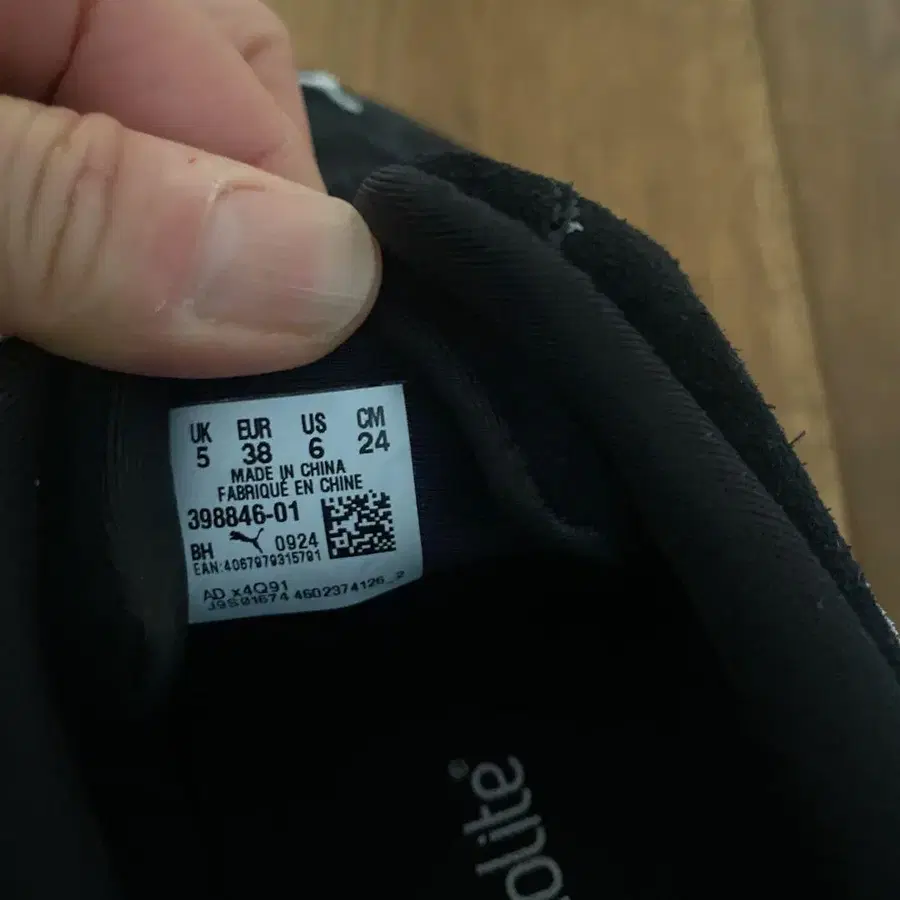 UK EUR US CM
5 38 6 24
MADE IN CHINA
FABRIQUÉ EN CHINE
398846-01
BH 0924
EAN:4067979315791
AD x4Q91
J9S01674 4602374126_2